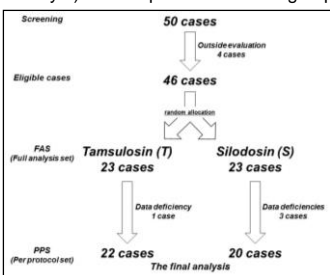 Screening
50 cases
Outside evaluation
4 cases
Eligible cases
46 cases
random allocation
FAS
(Full analysis set)
Tamsulosin (T)
23 cases
Silodosin (S)
23 cases
Data deficiency
1 case
Data deficiencies
3 cases
PPS
(Per protocol set)
22 cases
20 cases
The final analysis